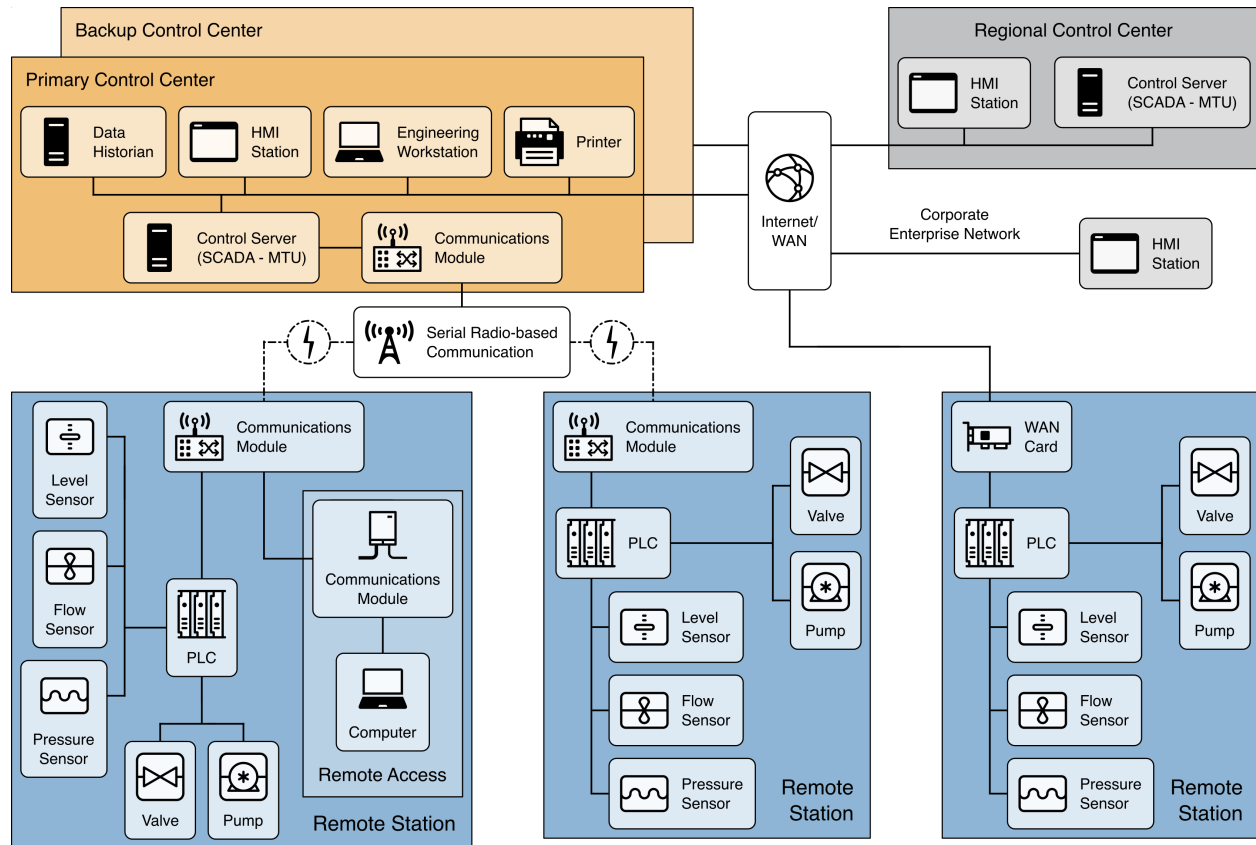 Backup Control Center
Primary Control Center
Data
Historian
HMI
Station
Engineering
Workstation
Printer
Control Server
(SCADA - MTU)
Communications
Module
Regional Control Center
HMI
Station
Control Server
(SCADA - MTU)
Internet/
WAN
Corporate
Enterprise Network
HMI
Station
Serial Radio-based
Communication
Level
Sensor
Flow
Sensor
Pressure
Sensor
Communications
Module
PLC
Valve
Pump
Communications
Module
Computer
Remote Access
Remote Station
Communications
Module
PLC
Valve
Pump
Level
Sensor
Flow
Sensor
Pressure
Sensor
Remote
Station
WAN
Card
PLC
Valve
Pump
Level
Sensor
Flow
Sensor
Pressure
Sensor
Remote
Station